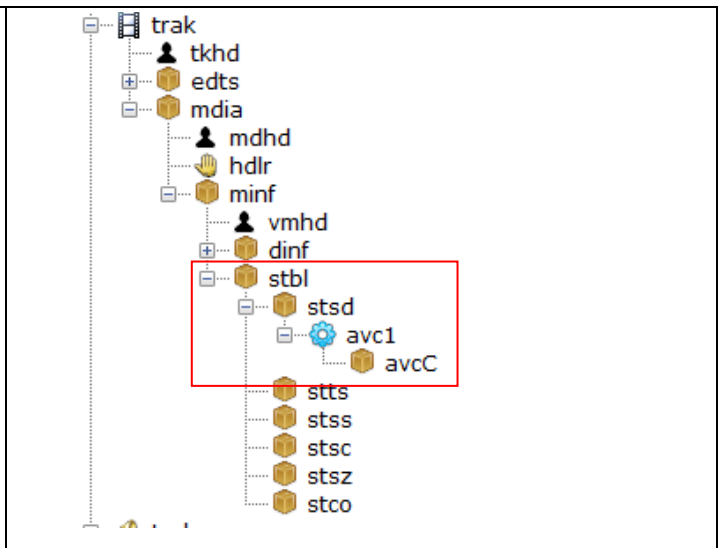 trak
tkhd
edts
mdia
mdhd
hdlr
minf
vmhd
dinf
stbl
stsd
avc1
avcC
stts
stss
stsc
stsz
stco